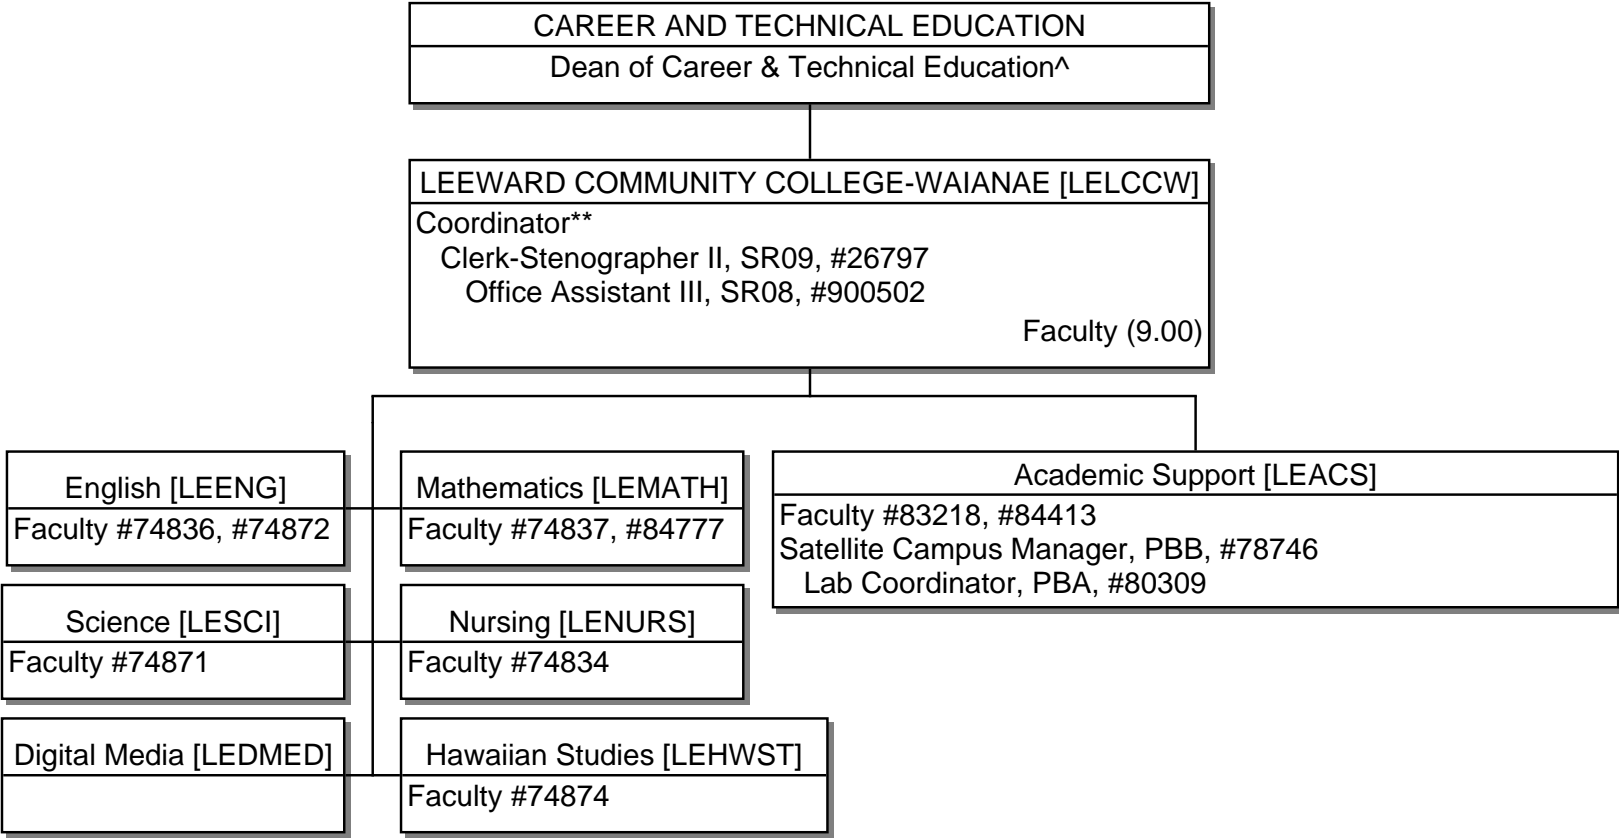 CAREER AND TECHNICAL EDUCATION
Dean of Career & Technical Education^
LEEWARD COMMUNITY COLLEGE-WAIANAE [LELCCW]
Coordinator**
Clerk-Stenographer II, SR09, #26797
Office Assistant III, SR08, #900502
Faculty (9.00)
English [LEENG]
Faculty #74836, #74872
Mathematics [LEMATH]
Faculty #74837, #84777
Academic Support [LEACS]
Faculty #83218, #84413
Satellite Campus Manager, PBB, #78746
Lab Coordinator, PBA, #80309
Science [LESCI]
Faculty #74871
Nursing [LENURS]
Faculty #74834
Digital Media [LEDMED]
Hawaiian Studies [LEHWST]
Faculty #74874